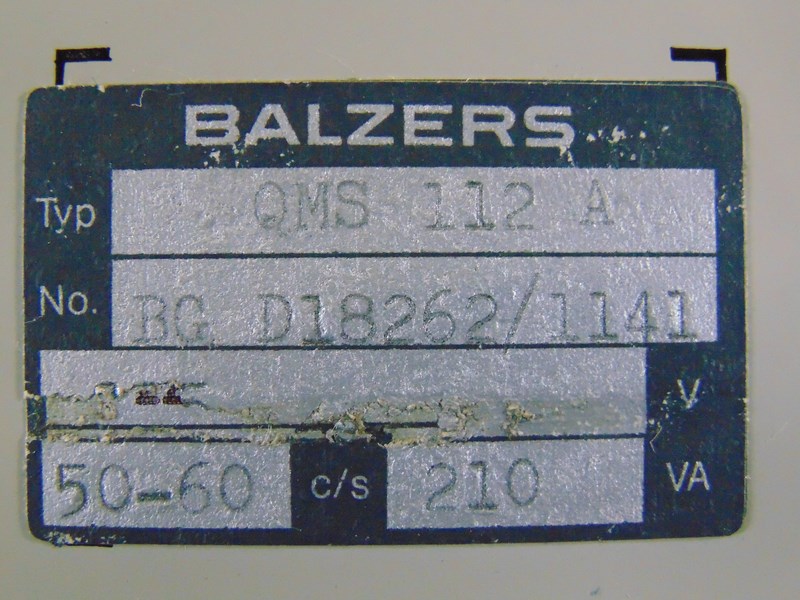 BALZERS
Typ QMS 112 A
No. BG D18262/1141
V
50-60 c/s 210 VA